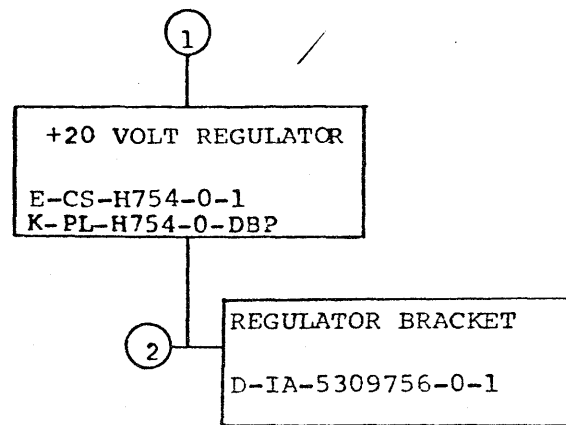 1
+20 VOLT REGULATOR
E-CS-H754-0-1
K-PL-H754-0-DBP
2
REGULATOR BRACKET
D-IA-5309756-0-1